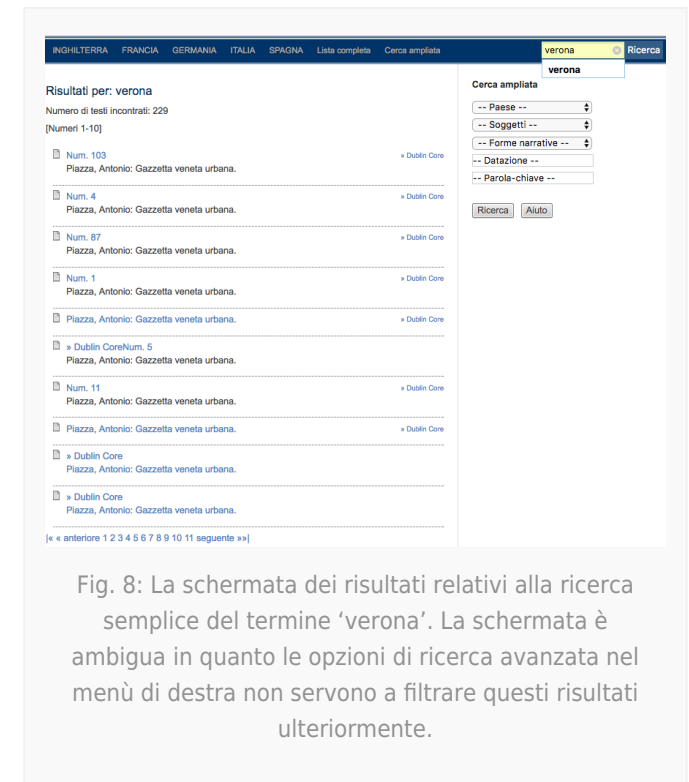 INGHILTERRA FRANCIA GERMANIA ITALIA SPAGNA Lista completa Cerca ampliata verona Ricerca
verona
Risultati per: verona
Numero di testi incontrati: 229
[Numeri 1-10]
Num. 103 » Dublin Core
Piazza, Antonio: Gazzetta veneta urbana.
Num. 4 » Dublin Core
Piazza, Antonio: Gazzetta veneta urbana.
Num. 87 » Dublin Core
Piazza, Antonio: Gazzetta veneta urbana.
Num. 1 » Dublin Core
Piazza, Antonio: Gazzetta veneta urbana.
Piazza, Antonio: Gazzetta veneta urbana. » Dublin Core
» Dublin CoreNum. 5
Piazza, Antonio: Gazzetta veneta urbana.
Num. 11 » Dublin Core
Piazza, Antonio: Gazzetta veneta urbana.
Piazza, Antonio: Gazzetta veneta urbana. » Dublin Core
» Dublin Core
Piazza, Antonio: Gazzetta veneta urbana.
» Dublin Core
Piazza, Antonio: Gazzetta veneta urbana.
|« « anteriore 1 2 3 4 5 6 7 8 9 10 11 seguente »»|
Cerca ampliata
-- Paese --
-- Soggetti --
-- Forme narrative --
-- Datazione --
-- Parola-chiave --
Ricerca Aiuto
Fig. 8: La schermata dei risultati relativi alla ricerca
semplice del termine ‘verona’. La schermata è
ambigua in quanto le opzioni di ricerca avanzata nel
menù di destra non servono a filtrare questi risultati
ulteriormente.